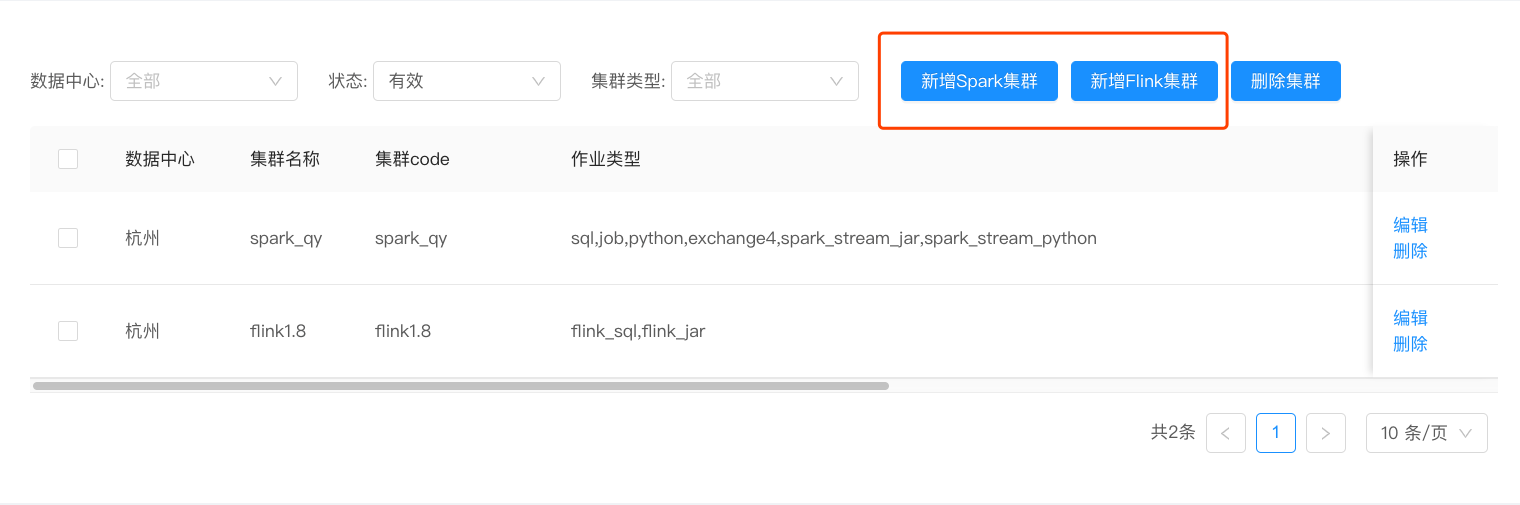 数据中心: 全部 状态: 有效 集群类型: 全部 新增Spark集群 新增Flink集群 删除集群
数据中心 集群名称 集群code 作业类型 操作
杭州 spark_qy spark_qy sql,job,python,exchange4,spark_stream_jar,spark_stream_python 编辑
删除
杭州 flink1.8 flink1.8 flink_sql,flink_jar 编辑
删除
共2条 < 1 > 10 条/页